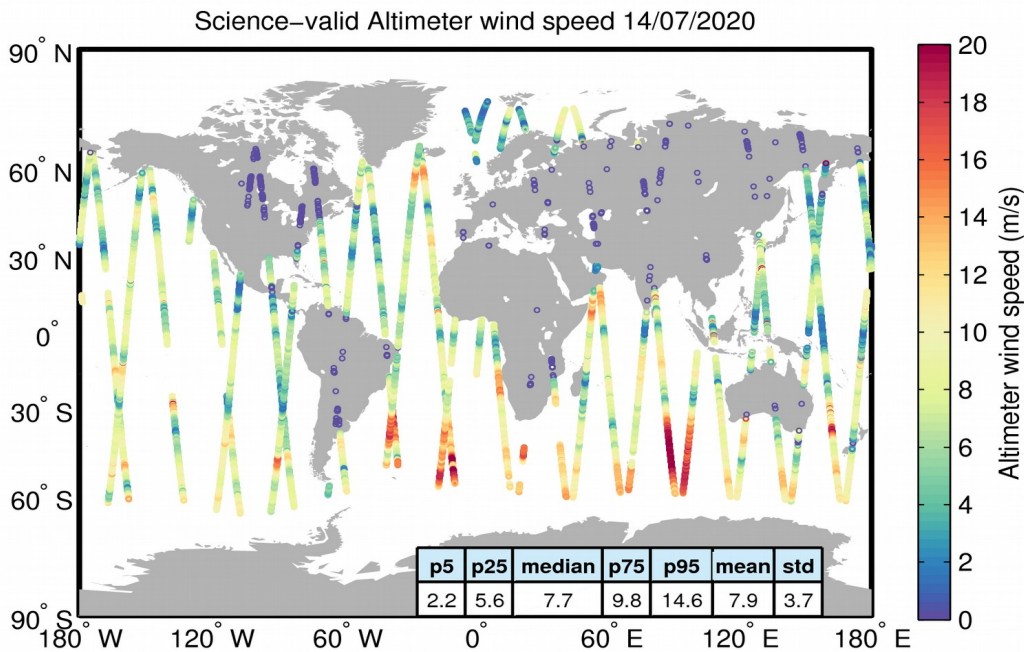 Science−valid Altimeter wind speed 14/07/2020
90° N
60° N
30° N
0°
30° S
60° S
90° S
180° W
120° W
60° W
0°
60° E
120° E
180° E
p5 p25 median p75 p95 mean std
2.2 5.6 7.7 9.8 14.6 7.9 3.7
20
18
16
14
12
10
8
6
4
2
0
Altimeter wind speed (m/s)